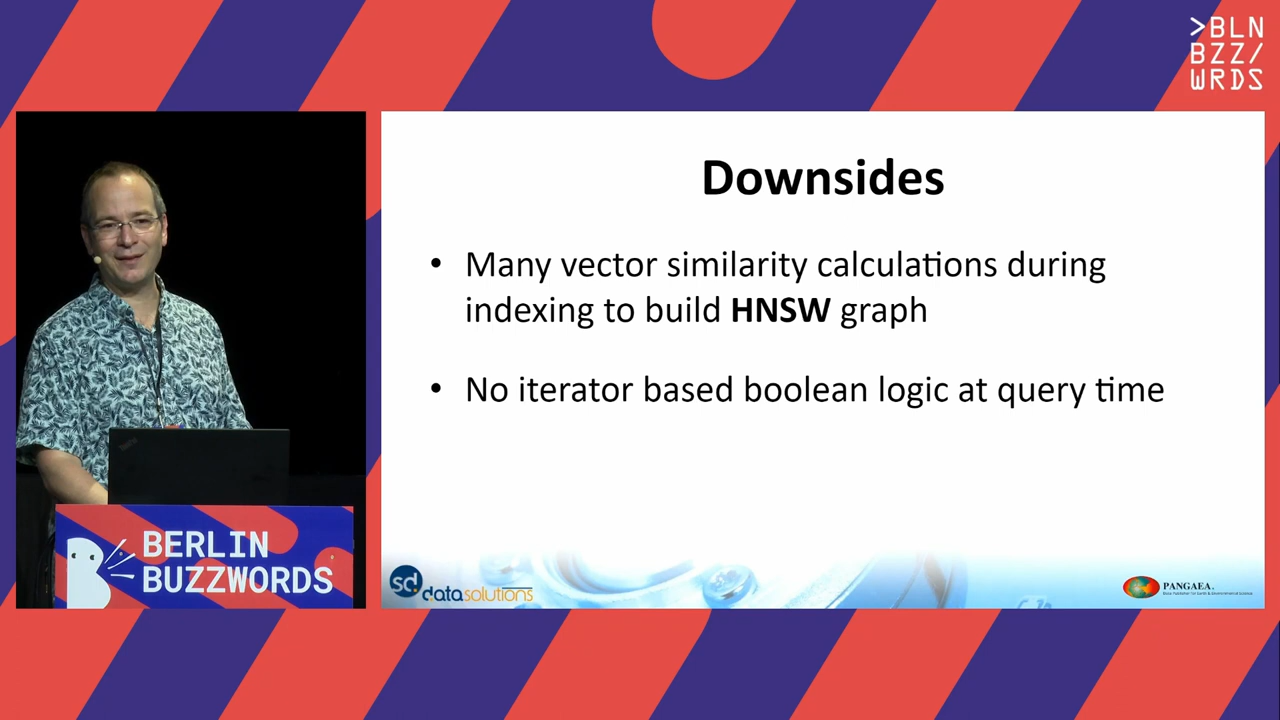 >BLN
BZZ/
WRDS
Downsides
• Many vector similarity calculations during
indexing to build HNSW graph
• No iterator based boolean logic at query time
BERLIN
BUZZWORDS
sd.datasolutions
PANGAEA.